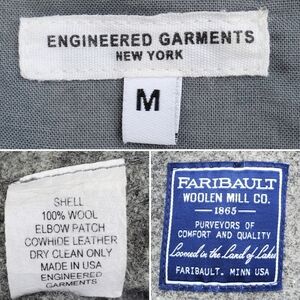 ENGINEERED GARMENTS
NEW YORK
M
SHELL
100% WOOL
ELBOW PATCH
COWHIDE LEATHER
DRY CLEAN ONLY
MADE IN USA
ENGINEERED
GARMENTS
FARIBAULT
WOOLEN MILL CO.
1865
PURVEYORS OF
COMFORT AND QUALITY
Loomed in the Land of Lakes
FARIBAULT, MINN USA